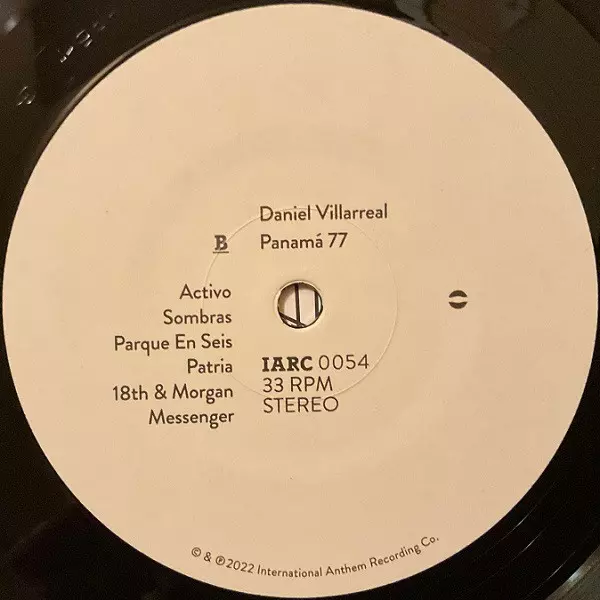 Daniel Villarreal
B
Panamá 77
Activo
Sombras
Parque En Seis
Patria
18th & Morgan
Messenger
IARC 0054
33 RPM
STEREO
© & ℗ 2022 International Anthem Recording Co.